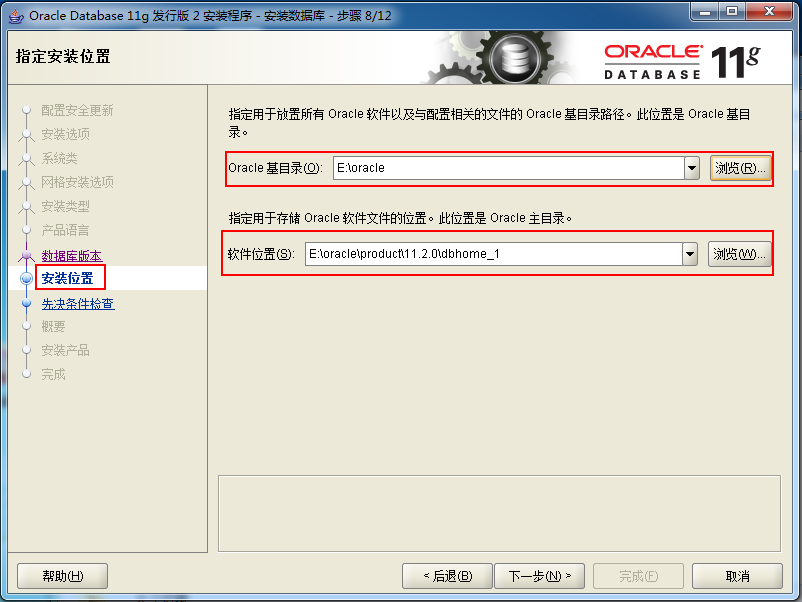 Oracle Database 11g 发行版 2 安装程序 - 安装数据库 - 步骤 8/12
指定安装位置
ORACLE
DATABASE
11g
配置安全更新
安装选项
系统类
网格安装选项
安装类型
产品语言
数据库版本
安装位置
先决条件检查
概要
安装产品
完成
指定用于放置所有 Oracle 软件以及与配置相关的文件的 Oracle 基目录路径。此位置是 Oracle 基目
录。
Oracle 基目录(O): E:\oracle 浏览(R)...
指定用于存储 Oracle 软件文件的位置。此位置是 Oracle 主目录。
软件位置(S): E:\oracle\product\11.2.0\dbhome_1 浏览(W)...
帮助(H) < 后退(B) 下一步(N) > 完成(F) 取消